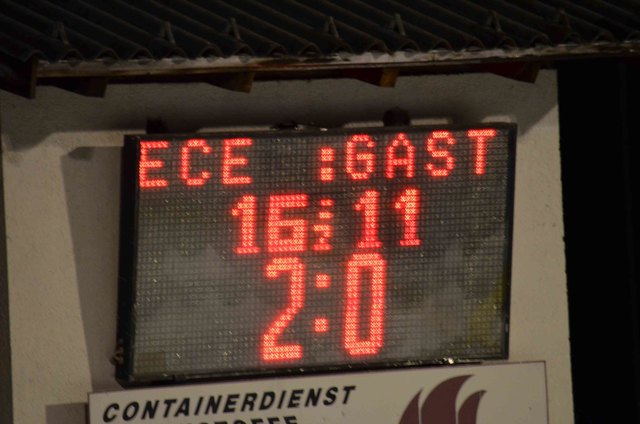 ECE :GAST
16:11
2:0
CONTAINERDIENST